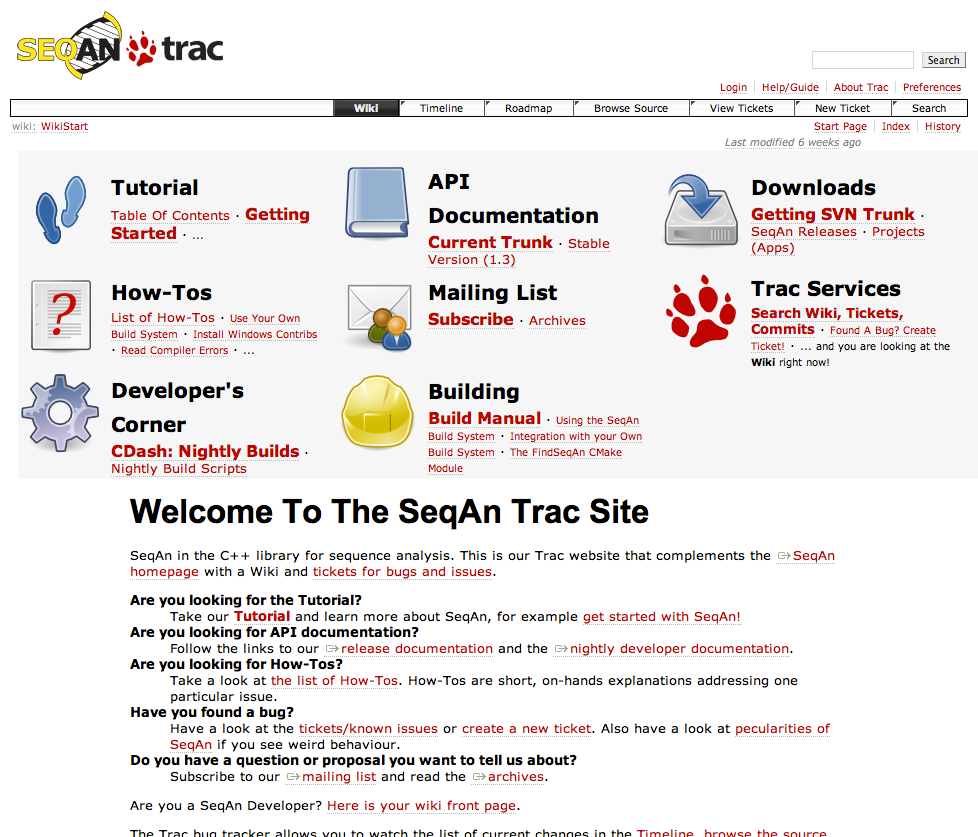 SEQAN trac
Search
Login Help/Guide About Trac Preferences
Wiki Timeline Roadmap Browse Source View Tickets New Ticket Search
wiki: WikiStart
Start Page Index History
Last modified 6 weeks ago
Tutorial
Table Of Contents · Getting
Started · ...
API
Documentation
Current Trunk · Stable
Version (1.3)
Downloads
Getting SVN Trunk ·
SeqAn Releases · Projects
(Apps)
How-Tos
List of How-Tos · Use Your Own
Build System · Install Windows Contribs
· Read Compiler Errors · ...
Mailing List
Subscribe · Archives
Trac Services
Search Wiki, Tickets,
Commits · Found A Bug? Create
Ticket! · ... and you are looking at the
Wiki right now!
Developer's
Corner
CDash: Nightly Builds ·
Nightly Build Scripts
Building
Build Manual · Using the SeqAn
Build System · Integration with your Own
Build System · The FindSeqAn CMake
Module
Welcome To The SeqAn Trac Site
SeqAn in the C++ library for sequence analysis. This is our Trac website that complements the SeqAn
homepage with a Wiki and tickets for bugs and issues.
Are you looking for the Tutorial?
Take our Tutorial and learn more about SeqAn, for example get started with SeqAn!
Are you looking for API documentation?
Follow the links to our release documentation and the nightly developer documentation.
Are you looking for How-Tos?
Take a look at the list of How-Tos. How-Tos are short, on-hands explanations addressing one
particular issue.
Have you found a bug?
Have a look at the tickets/known issues or create a new ticket. Also have a look at pecularities of
SeqAn if you see weird behaviour.
Do you have a question or proposal you want to tell us about?
Subscribe to our mailing list and read the archives.
Are you a SeqAn Developer? Here is your wiki front page.
The Trac bug tracker allows you to watch the list of current changes in the Timeline, browse the source